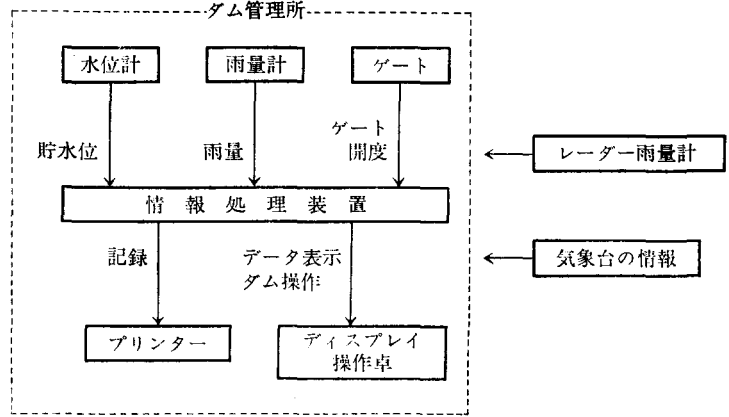 ダム管理所
水位計
雨量計
ゲート
貯水位
雨量
ゲート
開度
レーダー雨量計
情報処理装置
気象台の情報
記録
データ表示
ダム操作
プリンター
ディスプレイ
操作卓